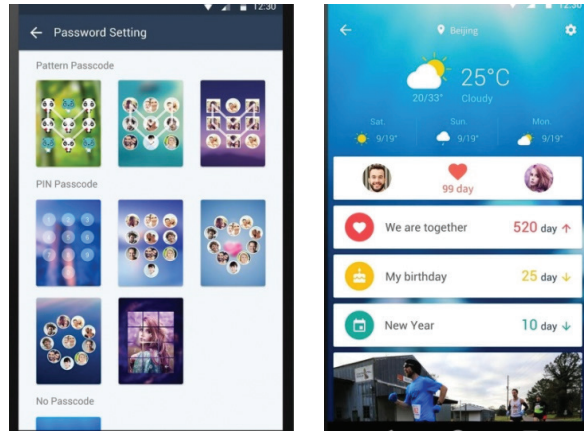 12:30
Password Setting
Pattern Passcode
PIN Passcode
No Passcode
12:30
Beijing
25°C
20/33° Cloudy
Sat. Sun. Mon.
9/19° 9/19° 9/19°
99 day
We are together 520 day ↑
My birthday 25 day ↓
New Year 10 day ↓